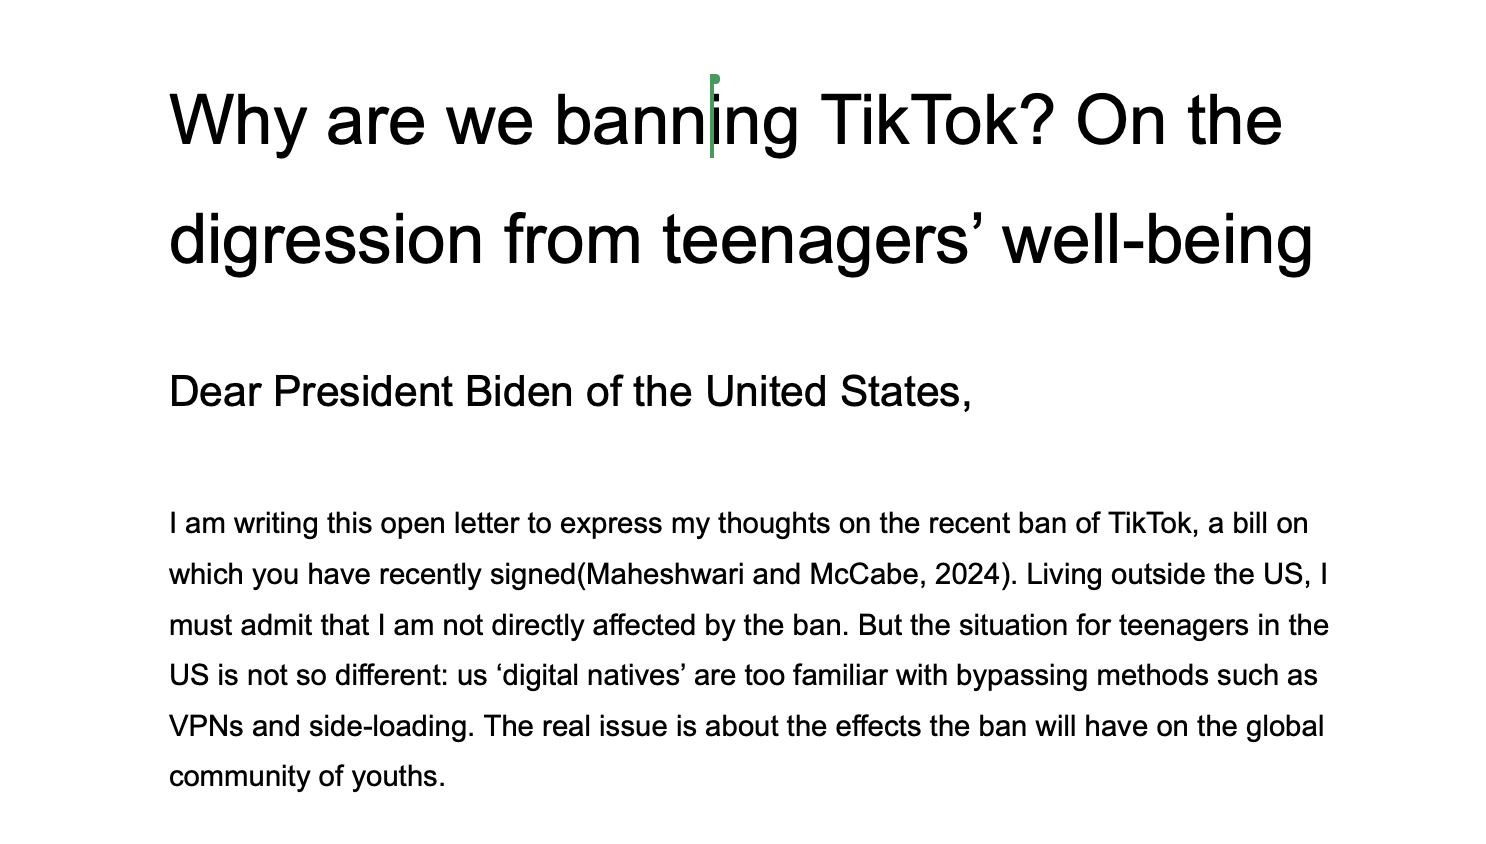 Why are we banning TikTok? On the
digression from teenagers’ well-being
Dear President Biden of the United States,
I am writing this open letter to express my thoughts on the recent ban of TikTok, a bill on
which you have recently signed(Maheshwari and McCabe, 2024). Living outside the US, I
must admit that I am not directly affected by the ban. But the situation for teenagers in the
US is not so different: us ‘digital natives’ are too familiar with bypassing methods such as
VPNs and side-loading. The real issue is about the effects the ban will have on the global
community of youths.